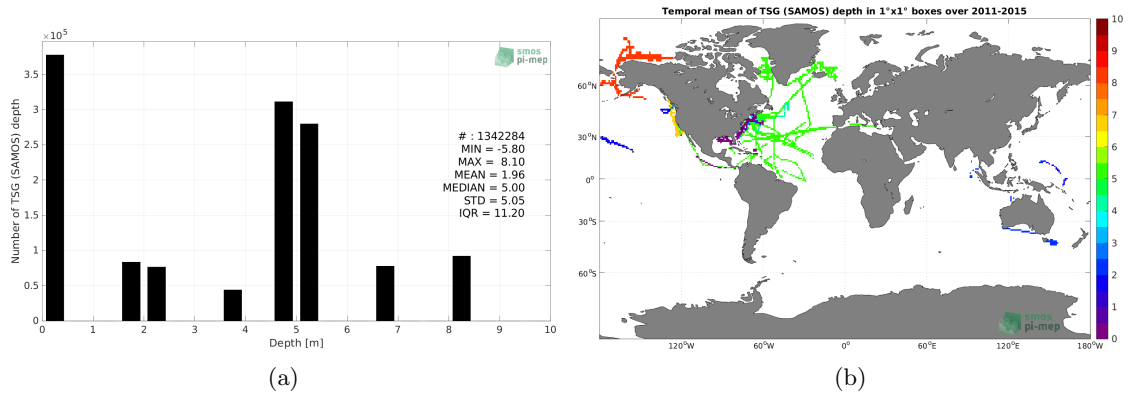 ×10⁵
smos
pi-mep
3.5
3
2.5
2
1.5
1
0.5
0
Number of TSG (SAMOS) depth
# : 1342284
MIN = -5.80
MAX = 8.10
MEAN = 1.96
MEDIAN = 5.00
STD = 5.05
IQR = 11.20
0 1 2 3 4 5 6 7 8 9 10
Depth [m]
(a)
Temporal mean of TSG (SAMOS) depth in 1°x1° boxes over 2011-2015
60°N
30°N
0°
30°S
60°S
120°W 60°W 0° 60°E 120°E 180°W
smos
pi-mep
10
9
8
7
6
5
4
3
2
1
0
(b)